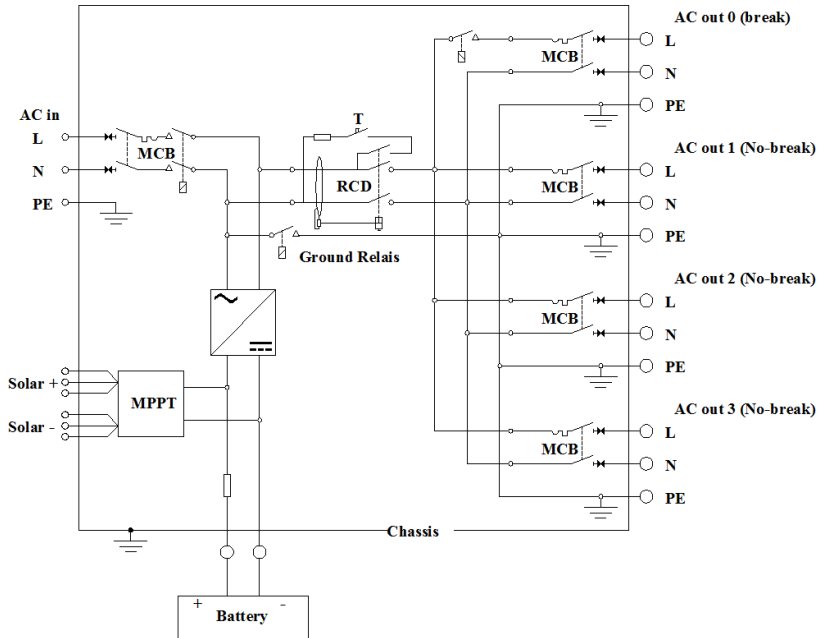 AC out 0 (break)
L
MCB
N
AC in
PE
T
L
MCB
AC out 1 (No-break)
L
N
RCD
MCB
N
PE
PE
Ground Relais
AC out 2 (No-break)
L
MCB
N
PE
Solar +
MPPT
AC out 3 (No-break)
Solar -
L
MCB
N
PE
Chassis
+ -
Battery